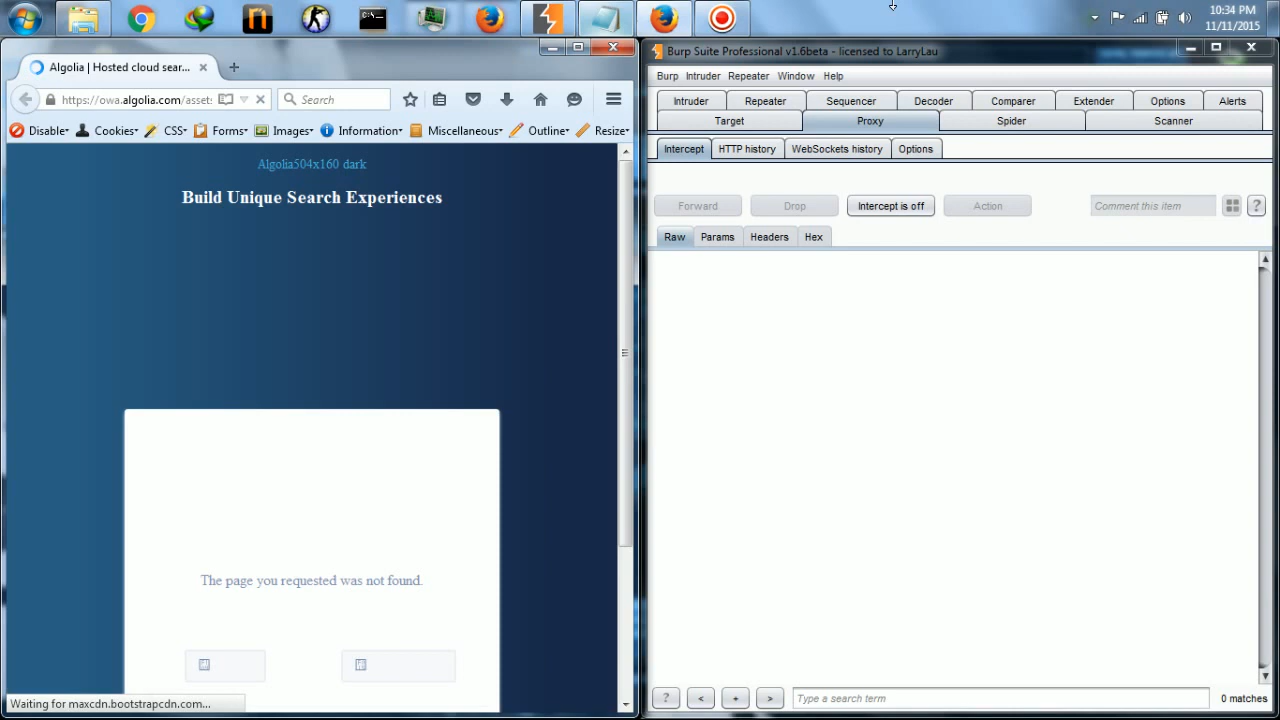 10:34 PM
11/11/2015
Algolia | Hosted cloud sear...
https://owa.algolia.com/asset:
Search
Disable
Cookies
CSS
Forms
Images
Information
Miscellaneous
Outline
Resize
Algolia504x160 dark
Build Unique Search Experiences
The page you requested was not found.
Waiting for maxcdn.bootstrapcdn.com...
Burp Suite Professional v1.6beta - licensed to LarryLau
Burp Intruder Repeater Window Help
Intruder Repeater Sequencer Decoder Comparer Extender Options Alerts
Target Proxy Spider Scanner
Intercept HTTP history WebSockets history Options
Forward Drop Intercept is off Action Comment this item ?
Raw Params Headers Hex
? < + > Type a search term 0 matches